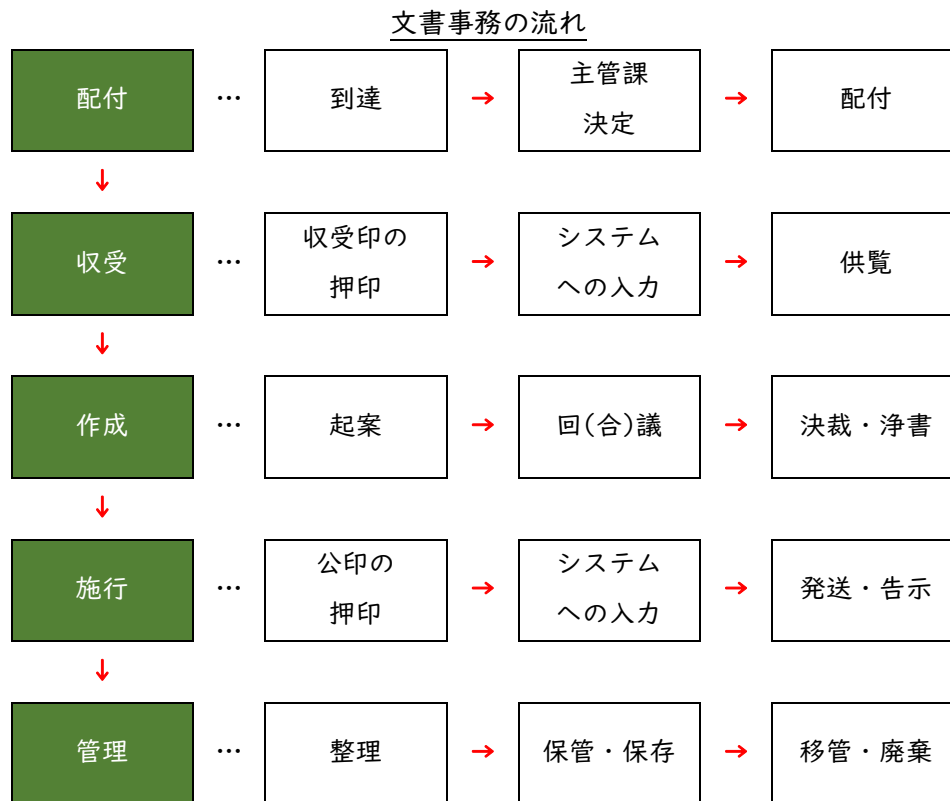 文書事務の流れ
配付 … 到達 → 主管課決定 → 配付
↓
収受 … 収受印の押印 → システムへの入力 → 供覧
↓
作成 … 起案 → 回(合)議 → 決裁・浄書
↓
施行 … 公印の押印 → システムへの入力 → 発送・告示
↓
管理 … 整理 → 保管・保存 → 移管・廃棄